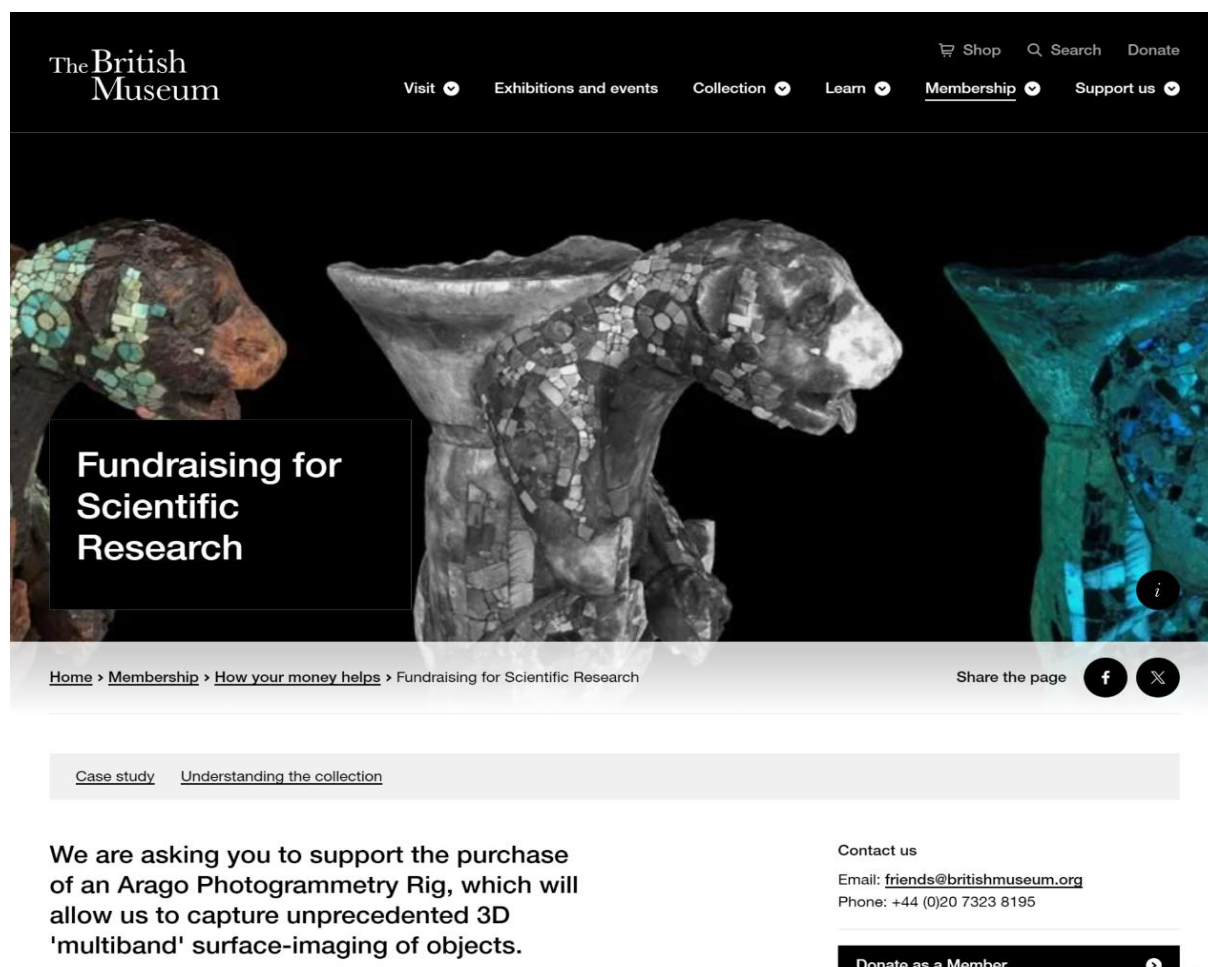 The British
Museum
Shop Search Donate
Visit Exhibitions and events Collection Learn Membership Support us
Fundraising for
Scientific
Research
i
Home › Membership › How your money helps › Fundraising for Scientific Research
Share the page
Case study Understanding the collection
We are asking you to support the purchase
of an Arago Photogrammetry Rig, which will
allow us to capture unprecedented 3D
'multiband' surface-imaging of objects.
Contact us
Email: friends@britishmuseum.org
Phone: +44 (0)20 7323 8195
Donate as a Member